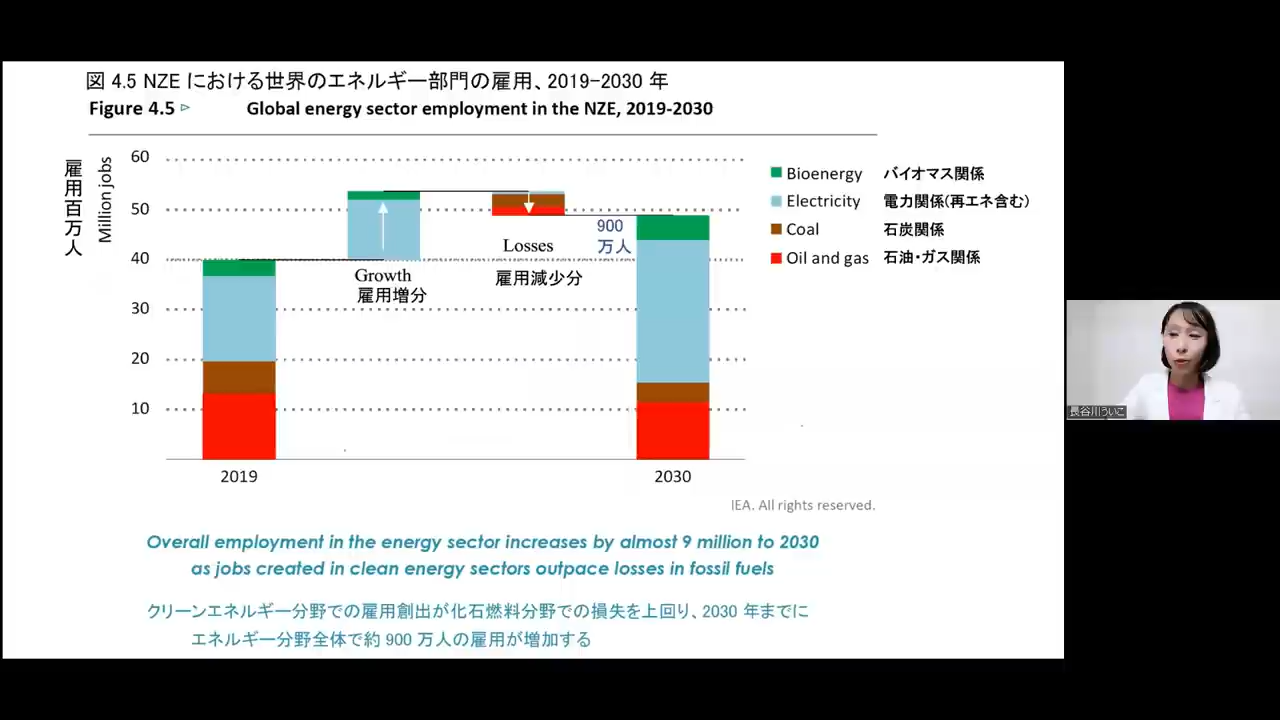 図 4.5 NZE における世界のエネルギー部門の雇用、2019-2030 年
Figure 4.5 ▷ Global energy sector employment in the NZE, 2019-2030
雇用百万人
Million jobs
60
50
40
30
20
10
Growth
雇用増分
Losses
雇用減少分
900
万人
2019
2030
Bioenergy バイオマス関係
Electricity 電力関係(再エネ含む)
Coal 石炭関係
Oil and gas 石油・ガス関係
IEA. All rights reserved.
Overall employment in the energy sector increases by almost 9 million to 2030
as jobs created in clean energy sectors outpace losses in fossil fuels
クリーンエネルギー分野での雇用創出が化石燃料分野での損失を上回り、2030 年までに
エネルギー分野全体で約 900 万人の雇用が増加する
長谷川ういこ